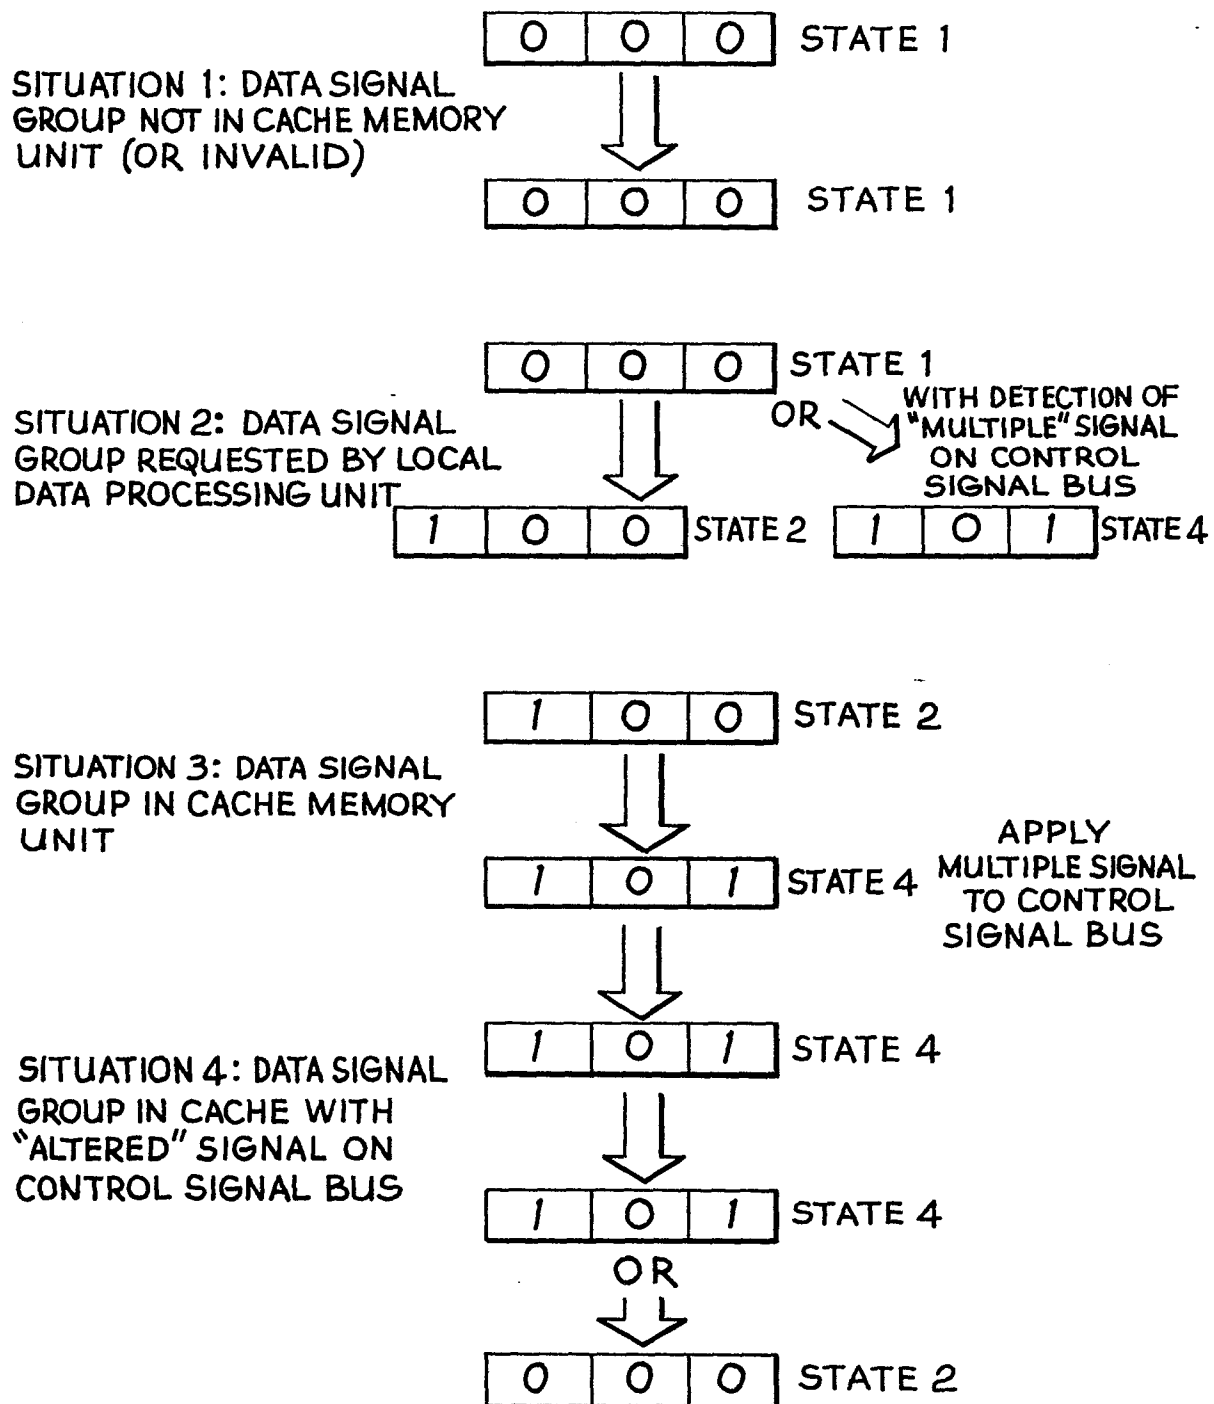 0 0 0 STATE 1
SITUATION 1: DATA SIGNAL
GROUP NOT IN CACHE MEMORY
UNIT (OR INVALID)
0 0 0 STATE 1
0 0 0 STATE 1
OR
WITH DETECTION OF
"MULTIPLE" SIGNAL
ON CONTROL
SIGNAL BUS
SITUATION 2: DATA SIGNAL
GROUP REQUESTED BY LOCAL
DATA PROCESSING UNIT
1 0 0 STATE 2
1 0 1 STATE 4
1 0 0 STATE 2
SITUATION 3: DATA SIGNAL
GROUP IN CACHE MEMORY
UNIT
1 0 1 STATE 4
APPLY
MULTIPLE SIGNAL
TO CONTROL
SIGNAL BUS
1 0 1 STATE 4
SITUATION 4: DATA SIGNAL
GROUP IN CACHE WITH
"ALTERED" SIGNAL ON
CONTROL SIGNAL BUS
1 0 1 STATE 4
OR
0 0 0 STATE 2